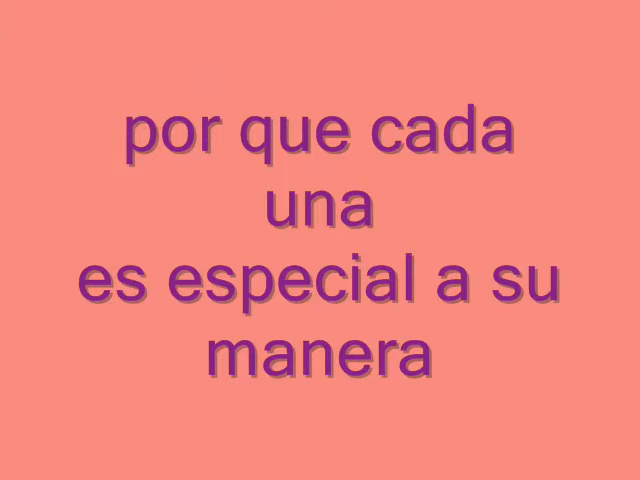 por que cada
una
es especial a su
manera